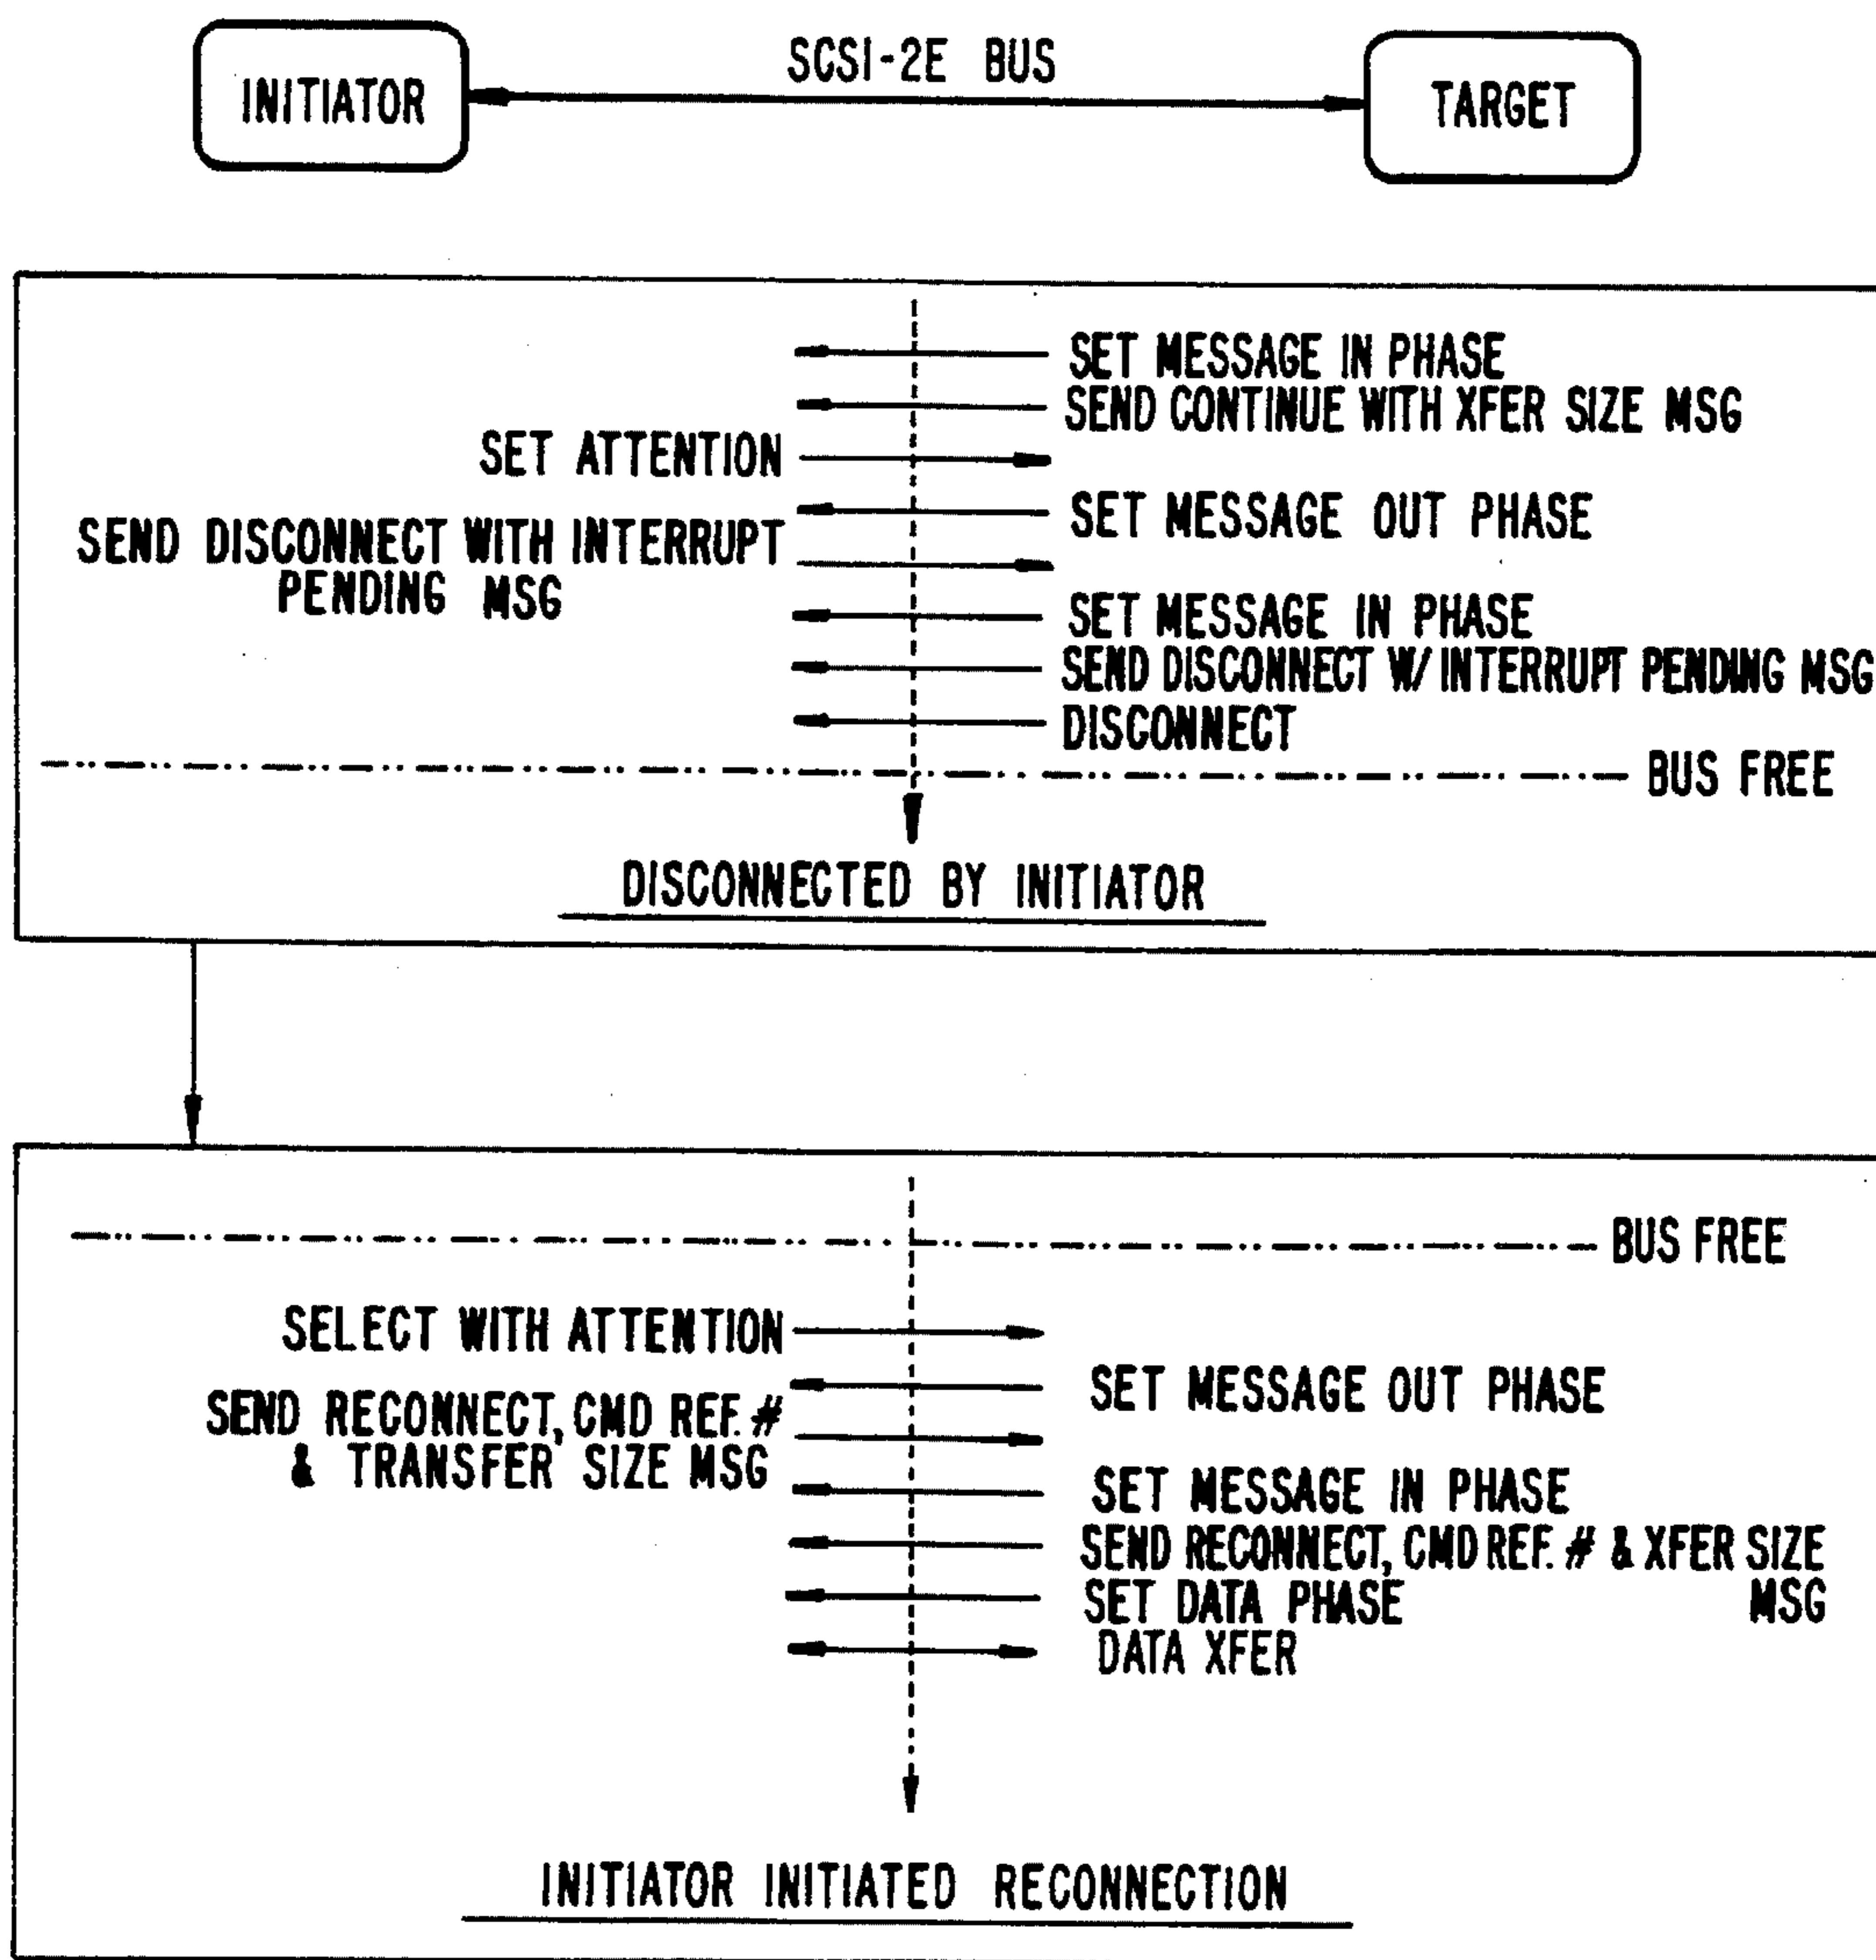 INITIATOR
SCSI-2E BUS
TARGET
SET MESSAGE IN PHASE
SEND CONTINUE WITH XFER SIZE MSG
SET ATTENTION
SET MESSAGE OUT PHASE
SEND DISCONNECT WITH INTERRUPT
PENDING MSG
SET MESSAGE IN PHASE
SEND DISCONNECT W/ INTERRUPT PENDING MSG
DISCONNECT
BUS FREE
DISCONNECTED BY INITIATOR
BUS FREE
SELECT WITH ATTENTION
SET MESSAGE OUT PHASE
SEND RECONNECT, CMD REF. #
& TRANSFER SIZE MSG
SET MESSAGE IN PHASE
SEND RECONNECT, CMD REF. # & XFER SIZE
SET DATA PHASE MSG
DATA XFER
INITIATOR INITIATED RECONNECTION